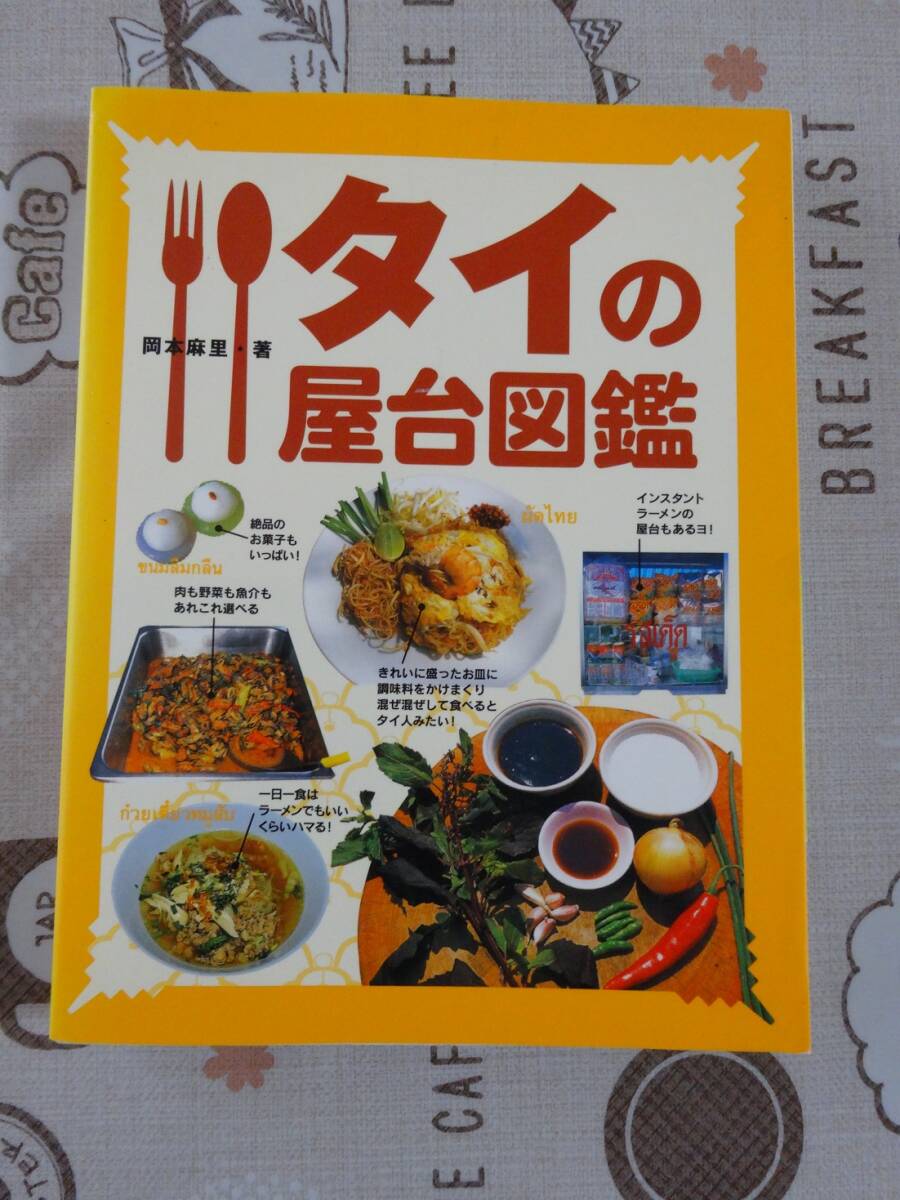 タイの
屋台図鑑
岡本麻里・著
絶品の
お菓子も
いっぱい!
ขนมลืมกลืน
ผัดไทย
インスタント
ラーメンの
屋台もあるヨ!
肉も野菜も魚介も
あれこれ選べる
きれいに盛ったお皿に
調味料をかけまくり
混ぜ混ぜして食べると
タイ人みたい!
一日一食は
ラーメンでもいい
くらいハマる!
Cafe
BREAKFAST
JAP